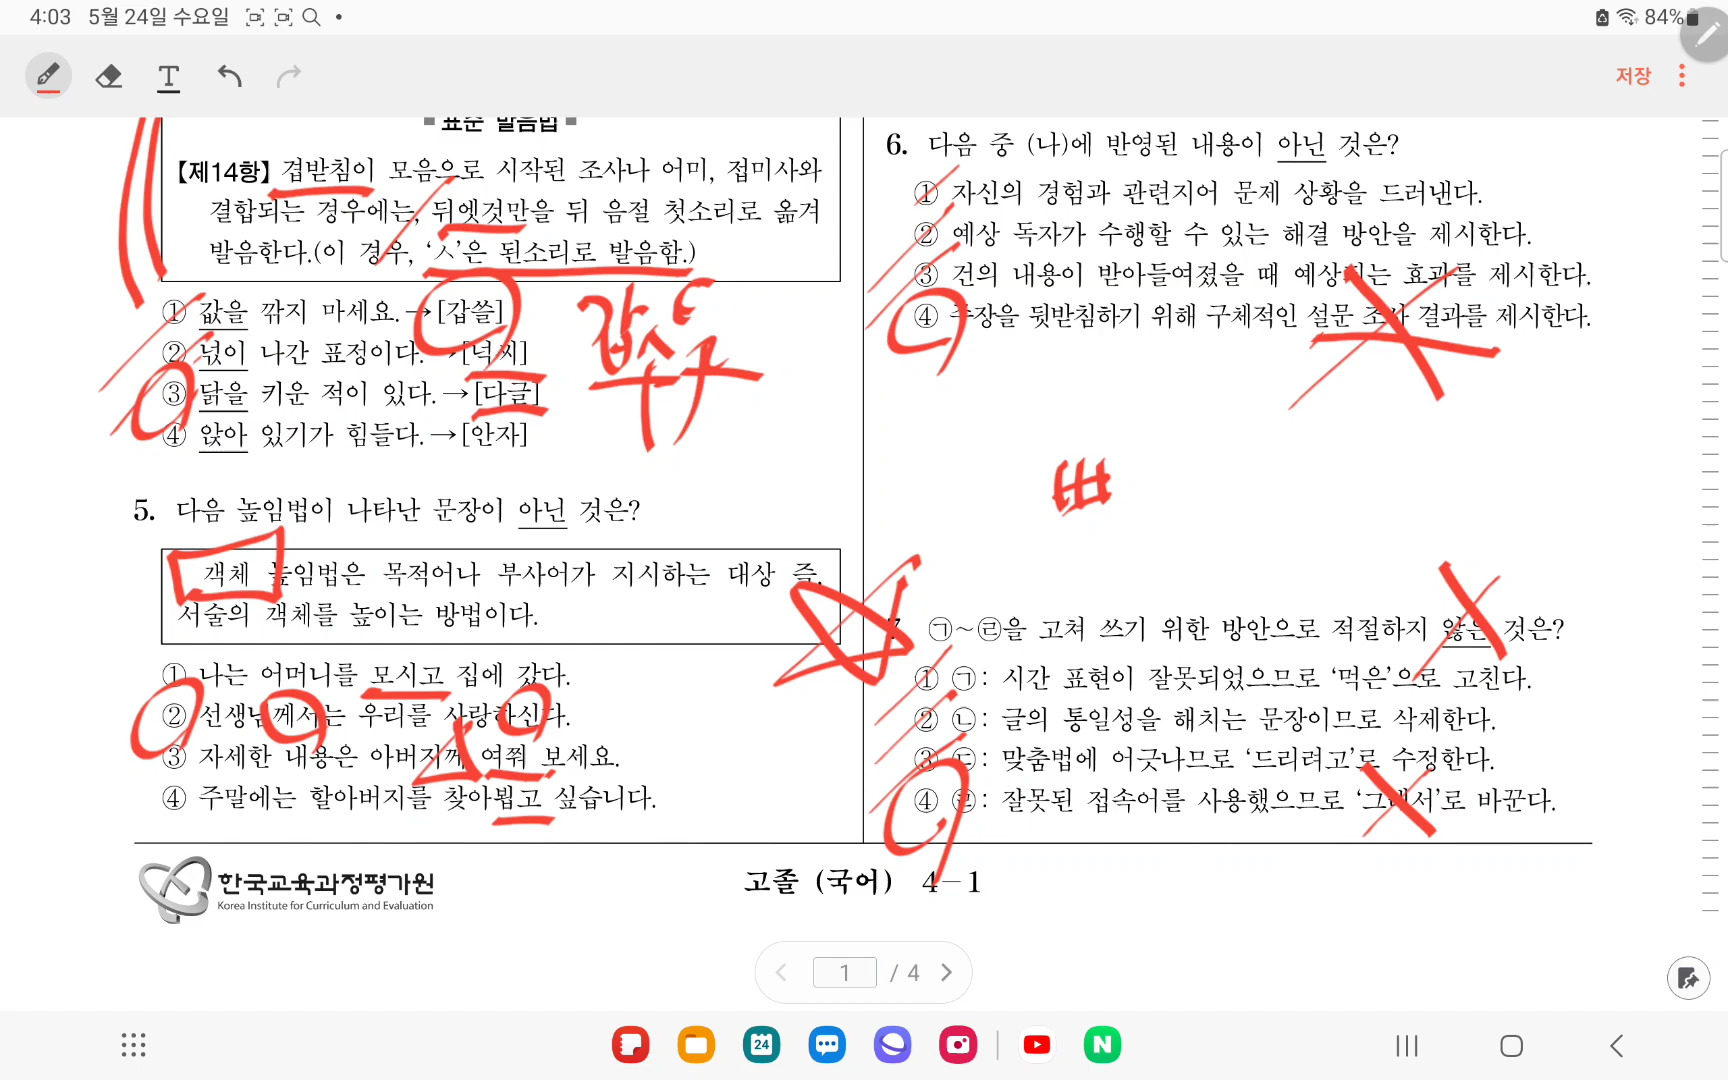 4:03 5월 24일 수요일
84%
저장
표준 발음법
【제14항】 겹받침이 모음으로 시작된 조사나 어미, 접미사와
결합되는 경우에는, 뒤엣것만을 뒤 음절 첫소리로 옮겨
발음한다.(이 경우, ‘ㅅ’은 된소리로 발음함.)
① 값을 깎지 마세요.→[갑쓸]
② 넋이 나간 표정이다.→[넉씨]
③ 닭을 키운 적이 있다.→[다글]
④ 앉아 있기가 힘들다.→[안자]
5. 다음 높임법이 나타난 문장이 아닌 것은?
객체 높임법은 목적어나 부사어가 지시하는 대상 즉,
서술의 객체를 높이는 방법이다.
① 나는 어머니를 모시고 집에 갔다.
② 선생님께서는 우리를 사랑하신다.
③ 자세한 내용은 아버지께 여쭤 보세요.
④ 주말에는 할아버지를 찾아뵙고 싶습니다.
6. 다음 중 (나)에 반영된 내용이 아닌 것은?
① 자신의 경험과 관련지어 문제 상황을 드러낸다.
② 예상 독자가 수행할 수 있는 해결 방안을 제시한다.
③ 건의 내용이 받아들여졌을 때 예상되는 효과를 제시한다.
④ 주장을 뒷받침하기 위해 구체적인 설문 조사 결과를 제시한다.
7. ㉠~㉣을 고쳐 쓰기 위한 방안으로 적절하지 않은 것은?
① ㉠: 시간 표현이 잘못되었으므로 ‘먹은’으로 고친다.
② ㉡: 글의 통일성을 해치는 문장이므로 삭제한다.
③ ㉢: 맞춤법에 어긋나므로 ‘드리려고’로 수정한다.
④ ㉣: 잘못된 접속어를 사용했으므로 ‘그래서’로 바꾼다.
한국교육과정평가원
Korea Institute for Curriculum and Evaluation
고졸 (국어) 4-1
1 / 4
24
N